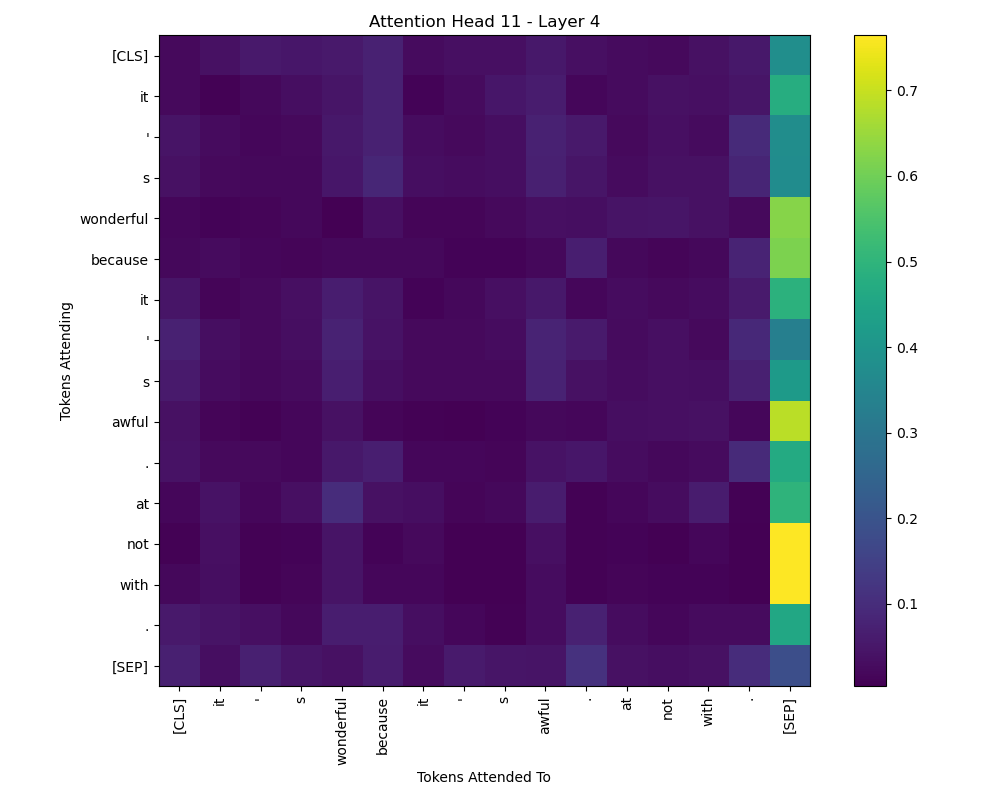 Attention Head 11 - Layer 4
[CLS]
it
'
s
wonderful
because
it
'
s
awful
.
at
not
with
.
[SEP]
Tokens Attending
[CLS]
it
'
s
wonderful
because
it
'
s
awful
.
at
not
with
.
[SEP]
Tokens Attended To
0.7
0.6
0.5
0.4
0.3
0.2
0.1